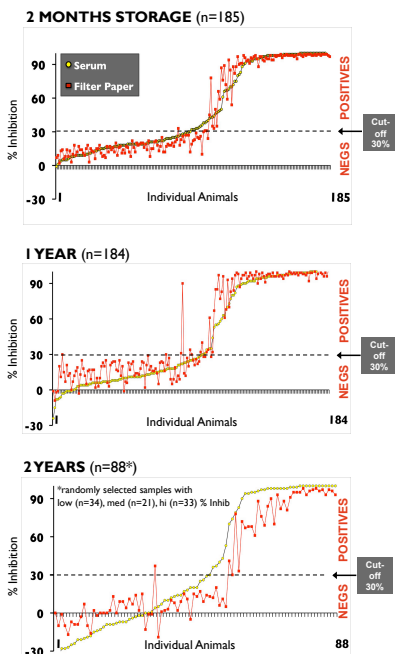 2 MONTHS STORAGE (n=185)
90
60
30
0
-30
% Inhibition
Serum
Filter Paper
NEGS POSITIVES
Cut-
off
30%
1 Individual Animals 185
1 YEAR (n=184)
90
60
30
0
-30
% Inhibition
NEGS POSITIVES
Cut-
off
30%
1 Individual Animals 184
2 YEARS (n=88*)
*randomly selected samples with
low (n=34), med (n=21), hi (n=33) % Inhib
90
60
30
0
-30
% Inhibition
NEGS POSITIVES
Cut-
off
30%
1 Individual Animals 88